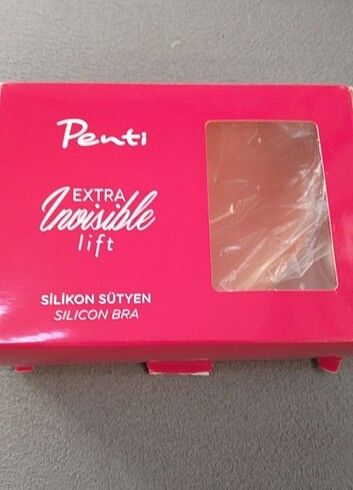 Penti
EXTRA
Invisible
lift
SİLİKON SÜTYEN
SILICON BRA